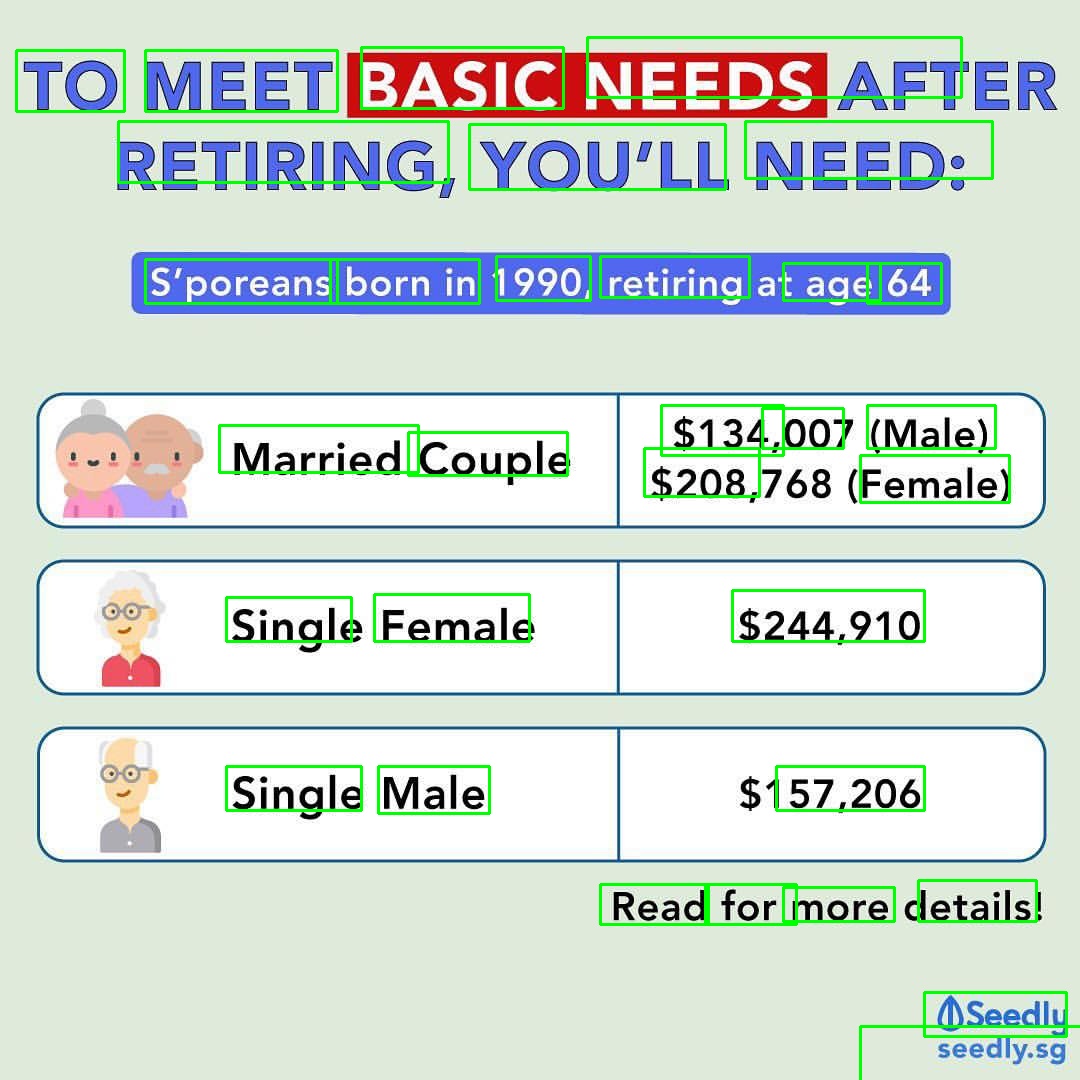 TO MEET BASIC NEEDS AFTER
RETIRING, YOU'LL NEED:
S'poreans born in 1990, retiring at age 64
Married Couple
$134,007 (Male)
$208,768 (Female)
Single Female
$244,910
Single Male
$157,206
Read for more details!
Seedly
seedly.sg